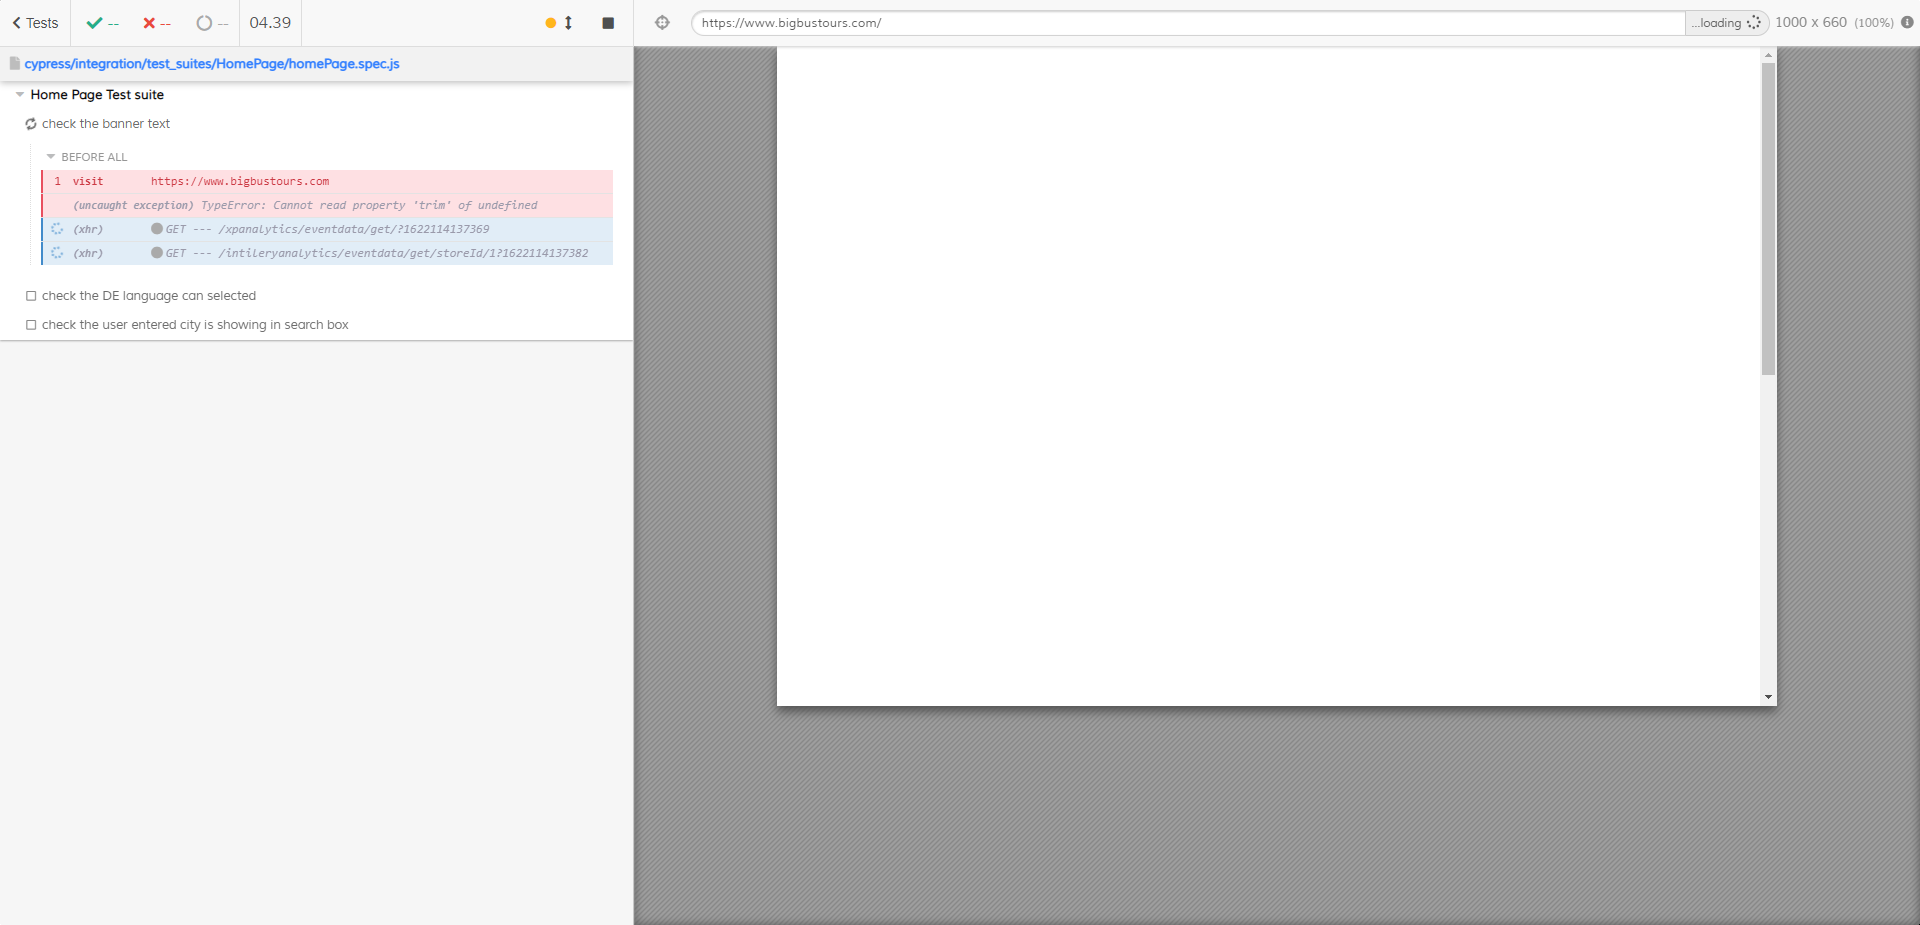 Tests -- -- -- 04.39
https://www.bigbustours.com/ ...loading 1000 x 660 (100%)
cypress/integration/test_suites/HomePage/homePage.spec.js
Home Page Test suite
check the banner text
BEFORE ALL
1 visit https://www.bigbustours.com
(uncaught exception) TypeError: Cannot read property 'trim' of undefined
(xhr) GET --- /xpanalytics/eventdata/get/?1622114137369
(xhr) GET --- /intileryanalytics/eventdata/get/storeId/1?1622114137382
check the DE language can selected
check the user entered city is showing in search box